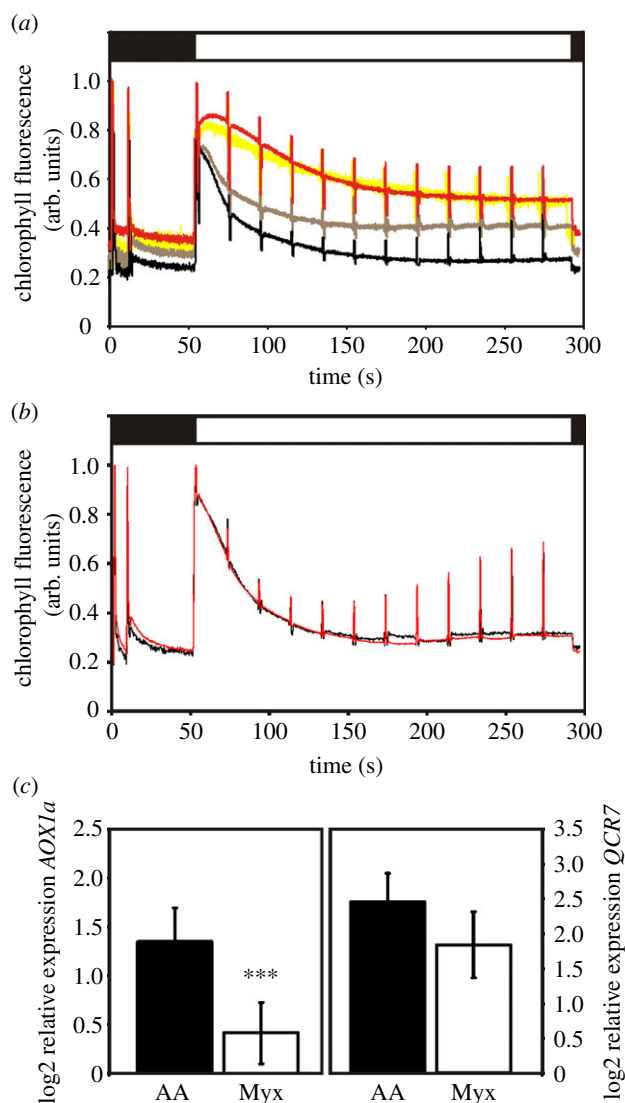 (a)
chlorophyll fluorescence
(arb. units)
1.0
0.8
0.6
0.4
0.2
0
0 50 100 150 200 250 300
time (s)
(b)
chlorophyll fluorescence
(arb. units)
1.0
0.8
0.6
0.4
0.2
0
0 50 100 150 200 250 300
time (s)
(c)
log2 relative expression AOX1a
2.5
2.0
1.5
1.0
0.5
0
***
AA Myx
3.5
3.0
2.5
2.0
1.5
1.0
0.5
0
log2 relative expression QCR7
AA Myx